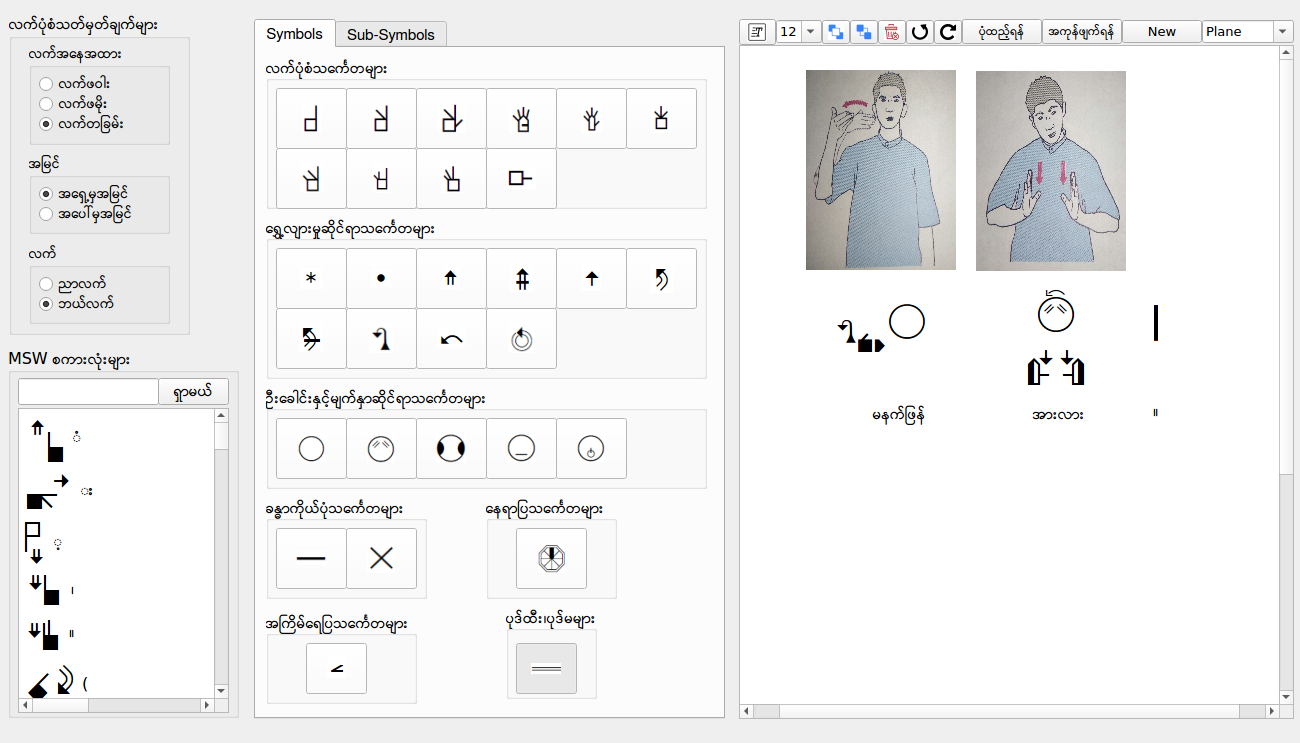 လက်ပုံစံသတ်မှတ်ချက်များ
လက်အနေအထား
လက်ဖဝါး
လက်ဖမိုး
လက်တခြမ်း
အမြင်
အရှေ့မှအမြင်
အပေါ်မှအမြင်
လက်
ညာလက်
ဘယ်လက်
MSW စကားလုံးများ
ရှာမယ်
ံ
း
့
၊
။
(
Symbols
Sub-Symbols
လက်ပုံစံသင်္ကေတများ
ရွေ့လျားမှုဆိုင်ရာသင်္ကေတများ
ဦးခေါင်းနှင့်မျက်နှာဆိုင်ရာသင်္ကေတများ
ခန္ဓာကိုယ်ပုံသင်္ကေတများ
နေရာပြသင်္ကေတများ
အကြိမ်ရေပြသင်္ကေတများ
ပုဒ်ထီး၊ပုဒ်မများ
12
ပုံထည့်ရန်
အကုန်ဖျက်ရန်
New
Plane
မနက်ဖြန်
အားလား
။